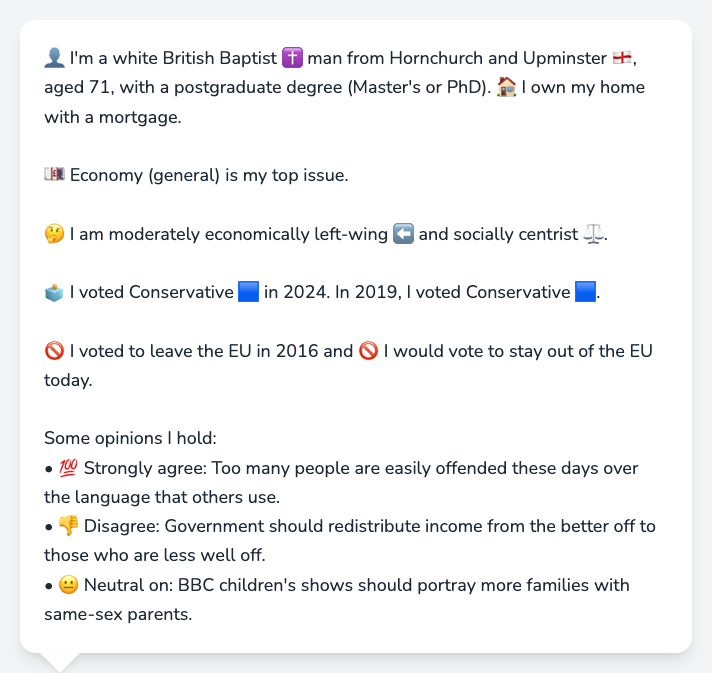 👤 I'm a white British Baptist ✝️ man from Hornchurch and Upminster 🏴󠁧󠁢󠁥󠁮󠁧󠁿,
aged 71, with a postgraduate degree (Master's or PhD). 🏠 I own my home
with a mortgage.
💷 Economy (general) is my top issue.
🤔 I am moderately economically left-wing ⬅️ and socially centrist ⚖️.
🗳️ I voted Conservative 🟦 in 2024. In 2019, I voted Conservative 🟦.
🚫 I voted to leave the EU in 2016 and 🚫 I would vote to stay out of the EU
today.
Some opinions I hold:
• 💯 Strongly agree: Too many people are easily offended these days over
the language that others use.
• 👎 Disagree: Government should redistribute income from the better off to
those who are less well off.
• 😐 Neutral on: BBC children's shows should portray more families with
same-sex parents.